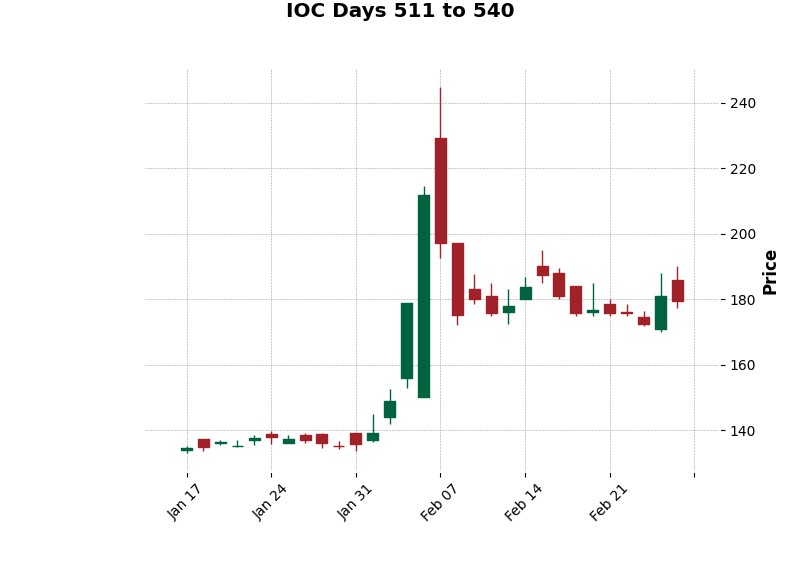 IOC Days 511 to 540
240
220
200
180
160
140
Price
Jan 17
Jan 24
Jan 31
Feb 07
Feb 14
Feb 21